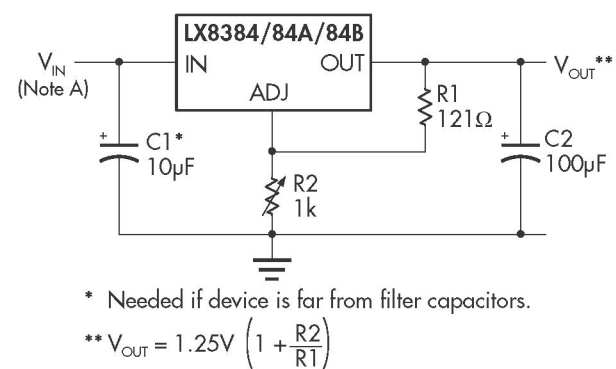 LX8384/84A/84B
IN OUT
ADJ
V_IN
(Note A)
V_OUT**
C1*
10µF
R1
121Ω
C2
100µF
R2
1k
* Needed if device is far from filter capacitors.
** V_OUT = 1.25V (1 + R2/R1)